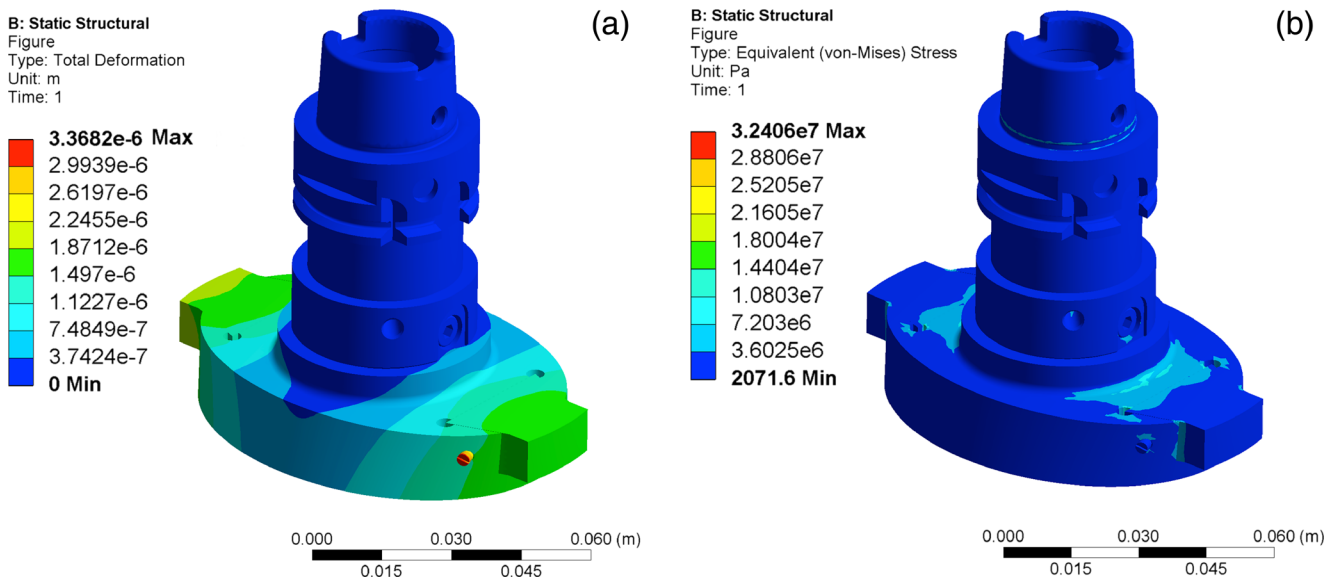 B: Static Structural
Figure
Type: Total Deformation
Unit: m
Time: 1
(a)
3.3682e-6 Max
2.9939e-6
2.6197e-6
2.2455e-6
1.8712e-6
1.497e-6
1.1227e-6
7.4849e-7
3.7424e-7
0 Min
0.000 0.030 0.060 (m)
0.015 0.045
B: Static Structural
Figure
Type: Equivalent (von-Mises) Stress
Unit: Pa
Time: 1
(b)
3.2406e7 Max
2.8806e7
2.5205e7
2.1605e7
1.8004e7
1.4404e7
1.0803e7
7.203e6
3.6025e6
2071.6 Min
0.000 0.030 0.060 (m)
0.015 0.045